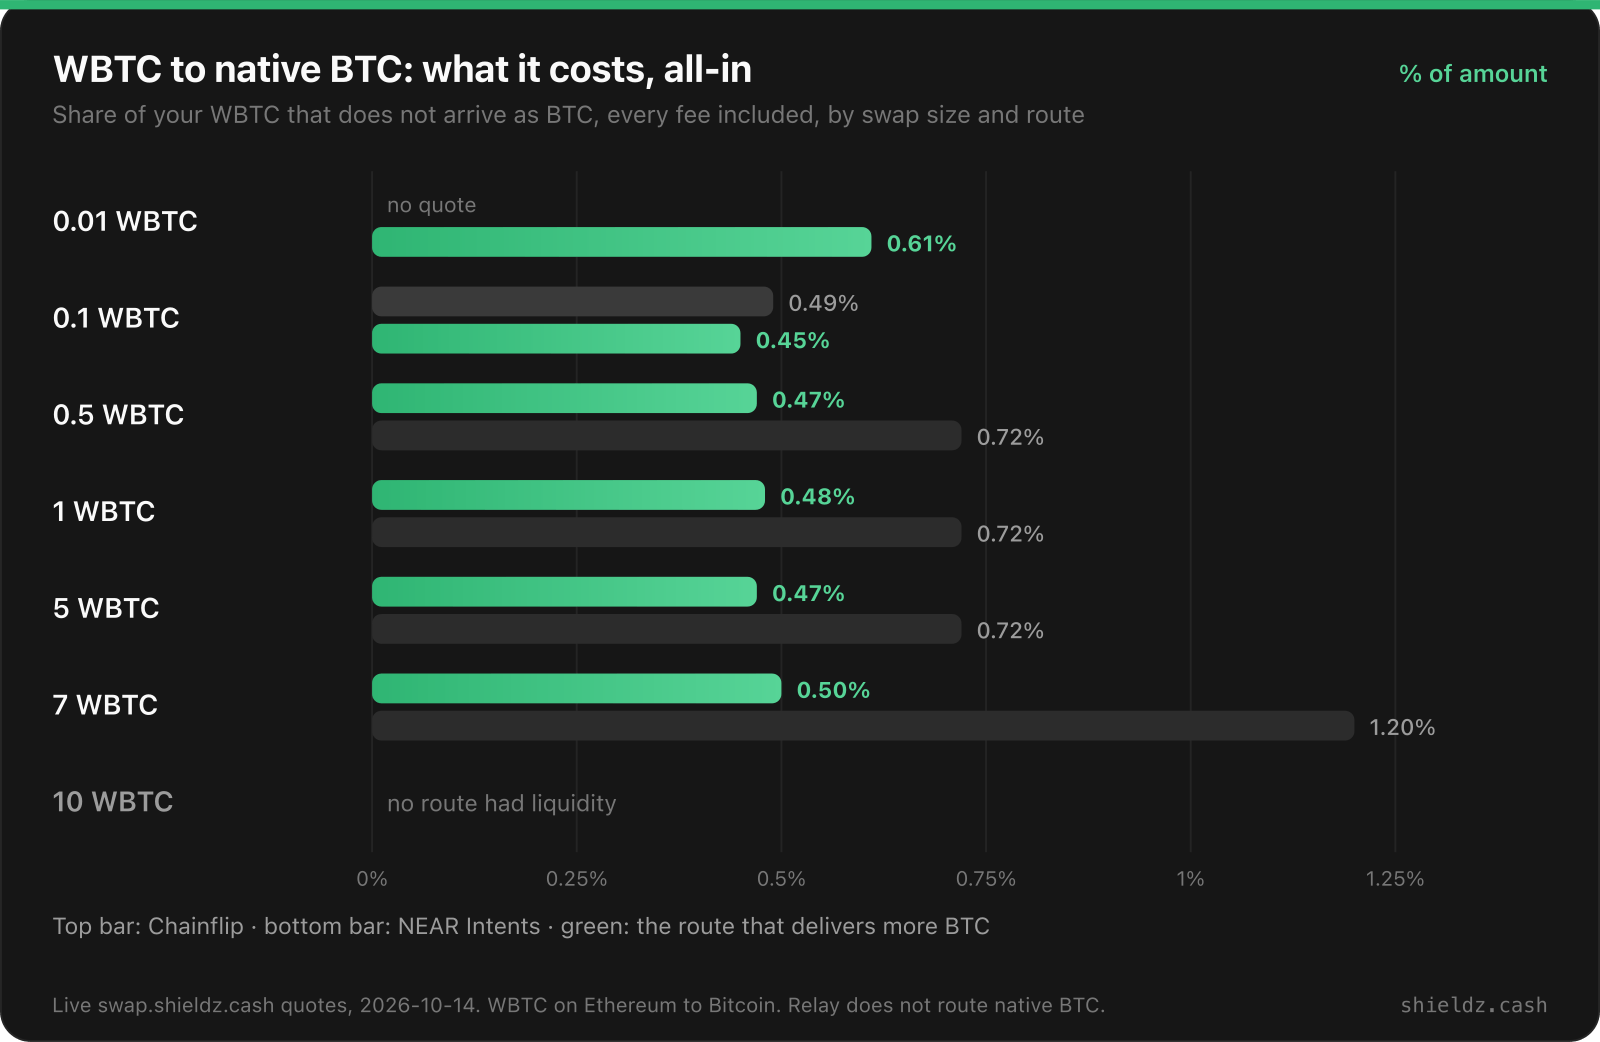 WBTC to native BTC: what it costs, all-in
% of amount
Share of your WBTC that does not arrive as BTC, every fee included, by swap size and route
0.01 WBTC
no quote
0.61%
0.1 WBTC
0.49%
0.45%
0.5 WBTC
0.47%
0.72%
1 WBTC
0.48%
0.72%
5 WBTC
0.47%
0.72%
7 WBTC
0.50%
1.20%
10 WBTC
no route had liquidity
0% 0.25% 0.5% 0.75% 1% 1.25%
Top bar: Chainflip · bottom bar: NEAR Intents · green: the route that delivers more BTC
Live swap.shieldz.cash quotes, 2026-10-14. WBTC on Ethereum to Bitcoin. Relay does not route native BTC.
shieldz.cash